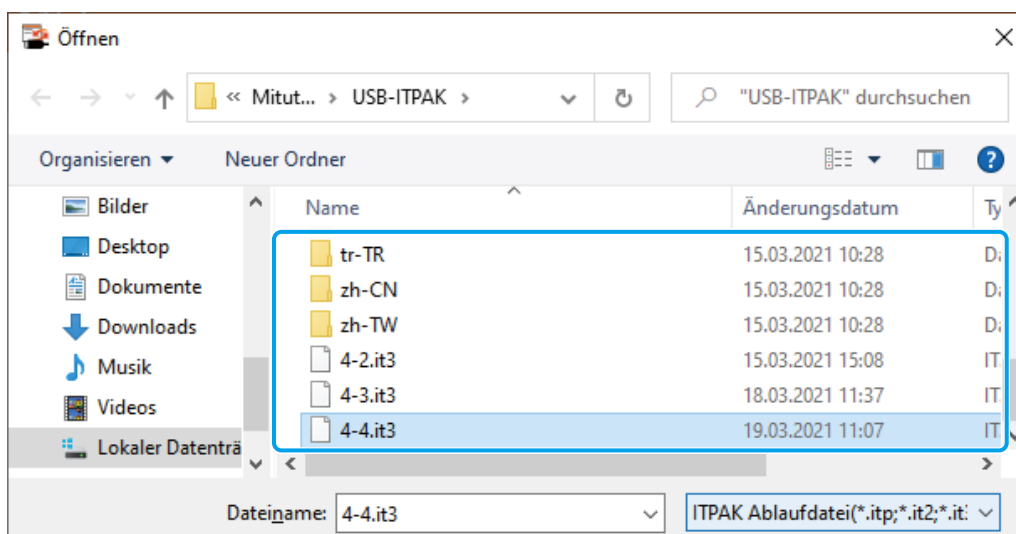 Öffnen
« Mitut... › USB-ITPAK ›
"USB-ITPAK" durchsuchen
Organisieren
Neuer Ordner
Name
Änderungsdatum
Bilder
Desktop
Dokumente
Downloads
Musik
Videos
Lokaler Datenträ
tr-TR 15.03.2021 10:28
zh-CN 15.03.2021 10:28
zh-TW 15.03.2021 10:28
4-2.it3 15.03.2021 15:08 IT
4-3.it3 18.03.2021 11:37 IT
4-4.it3 19.03.2021 11:07 IT
Dateiname: 4-4.it3
ITPAK Ablaufdatei(*.itp;*.it2;*.it